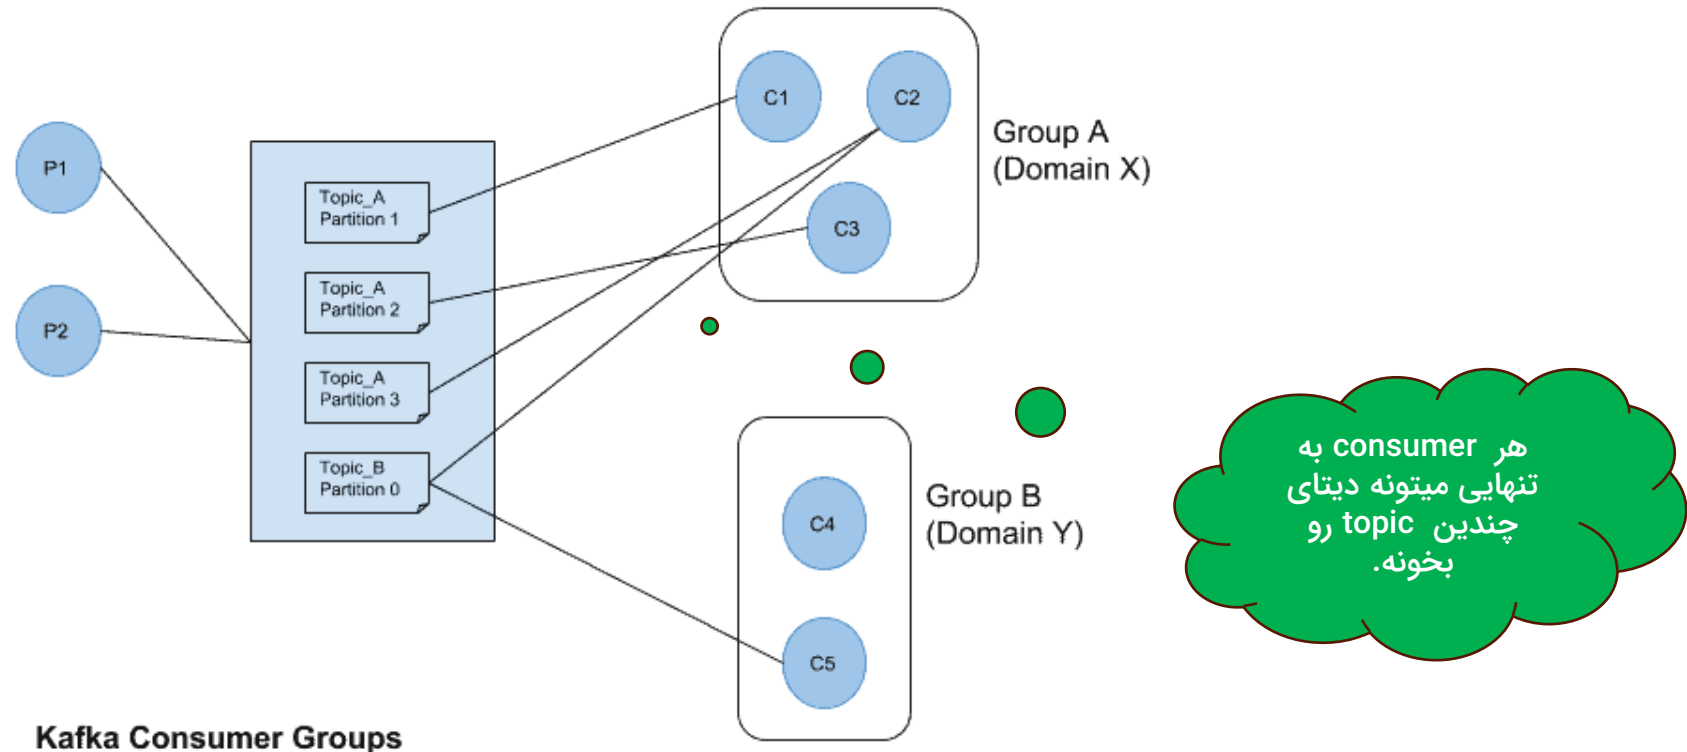 P1
P2
Topic_A
Partition 1
Topic_A
Partition 2
Topic_A
Partition 3
Topic_B
Partition 0
C1
C2
C3
Group A
(Domain X)
C4
C5
Group B
(Domain Y)
هر consumer به
تنهایی میتونه دیتای
چندین topic رو
بخونه.
Kafka Consumer Groups